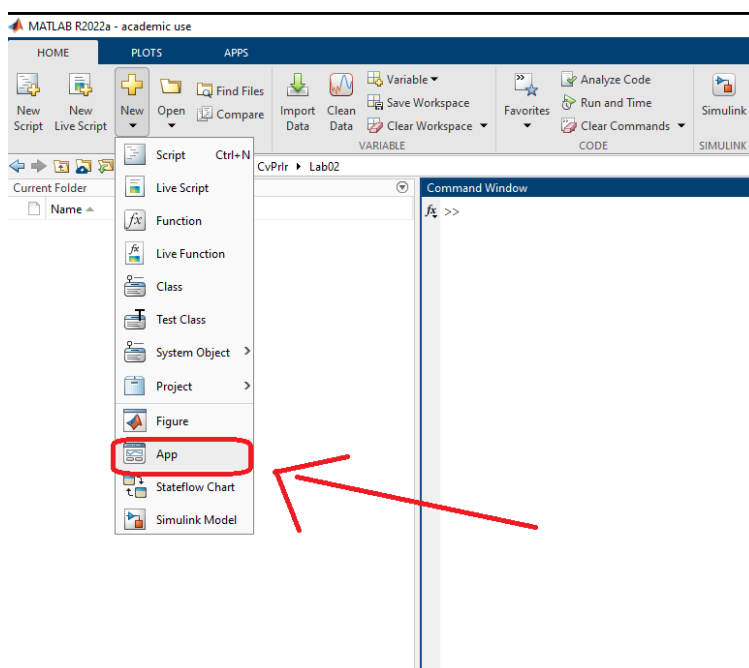 MATLAB R2022a - academic use
HOME PLOTS APPS
New Script
New Live Script
New
Open
Find Files
Compare
Import Data
Clean Data
Variable
Save Workspace
Clear Workspace
VARIABLE
Favorites
Analyze Code
Run and Time
Clear Commands
CODE
Simulink
SIMULINK
CvPrlr Lab02
Current Folder
Name
Script Ctrl+N
Live Script
Function
Live Function
Class
Test Class
System Object
Project
Figure
App
Stateflow Chart
Simulink Model
Command Window
fx >>